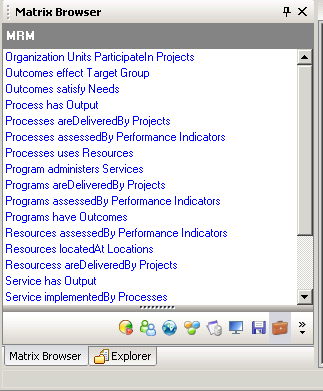 Matrix Browser
MRM
Organization Units ParticipateIn Projects
Outcomes effect Target Group
Outcomes satisfy Needs
Process has Output
Processes areDeliveredBy Projects
Processes assessedBy Performance Indicators
Processes uses Resources
Program administers Services
Programs areDeliveredBy Projects
Programs assessedBy Performance Indicators
Programs have Outcomes
Resources assessedBy Performance Indicators
Resources locatedAt Locations
Resourcess areDeliveredBy Projects
Service has Output
Service implementedBy Processes
Matrix Browser
Explorer